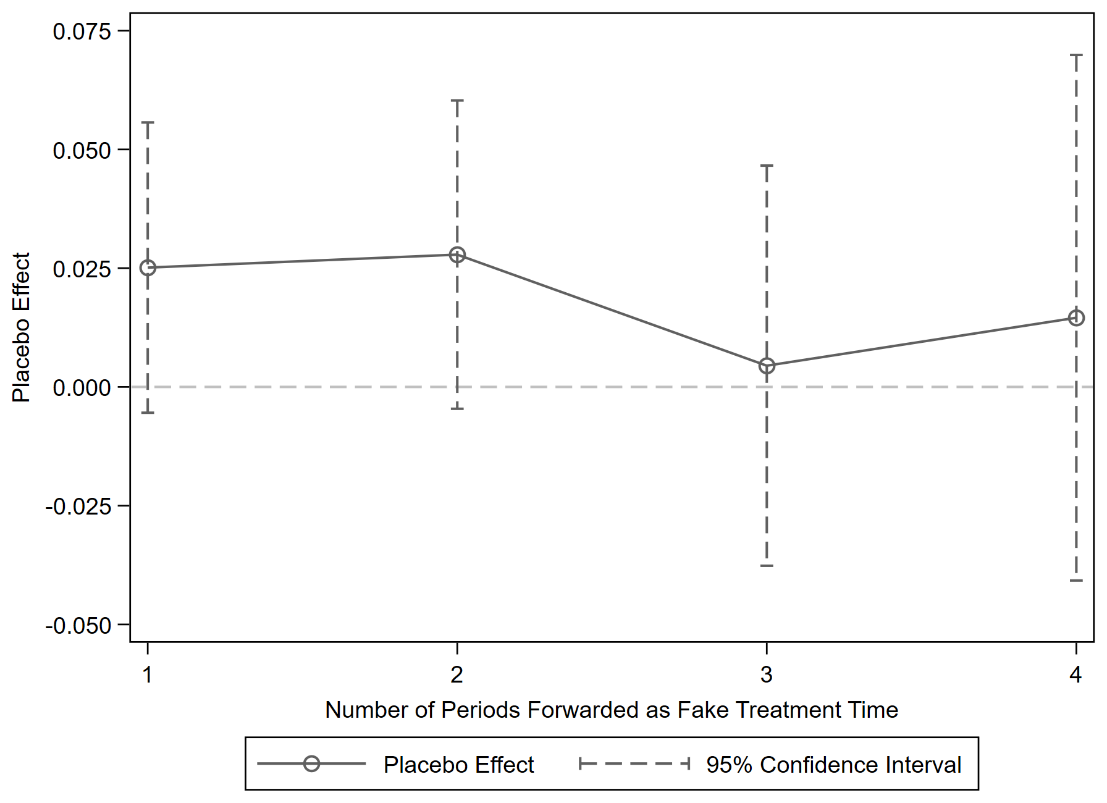 0.075
0.050
0.025
0.000
-0.025
-0.050
Placebo Effect
1 2 3 4
Number of Periods Forwarded as Fake Treatment Time
Placebo Effect 95% Confidence Interval